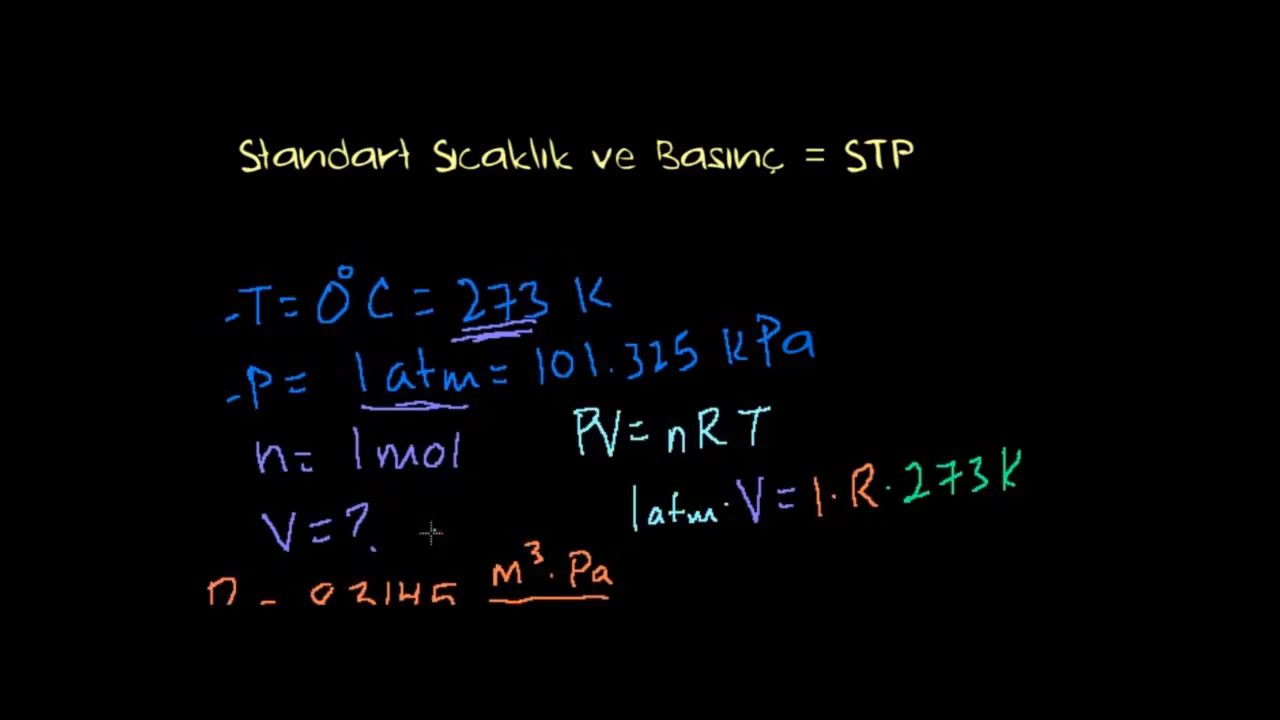 Standart Sıcaklık ve Basınç = STP
-T = 0°C = 273 K
-P = 1 atm = 101.325 kPa
n = 1 mol
PV = nRT
V = ?
1 atm · V = 1 · R · 273 K
m³ · Pa